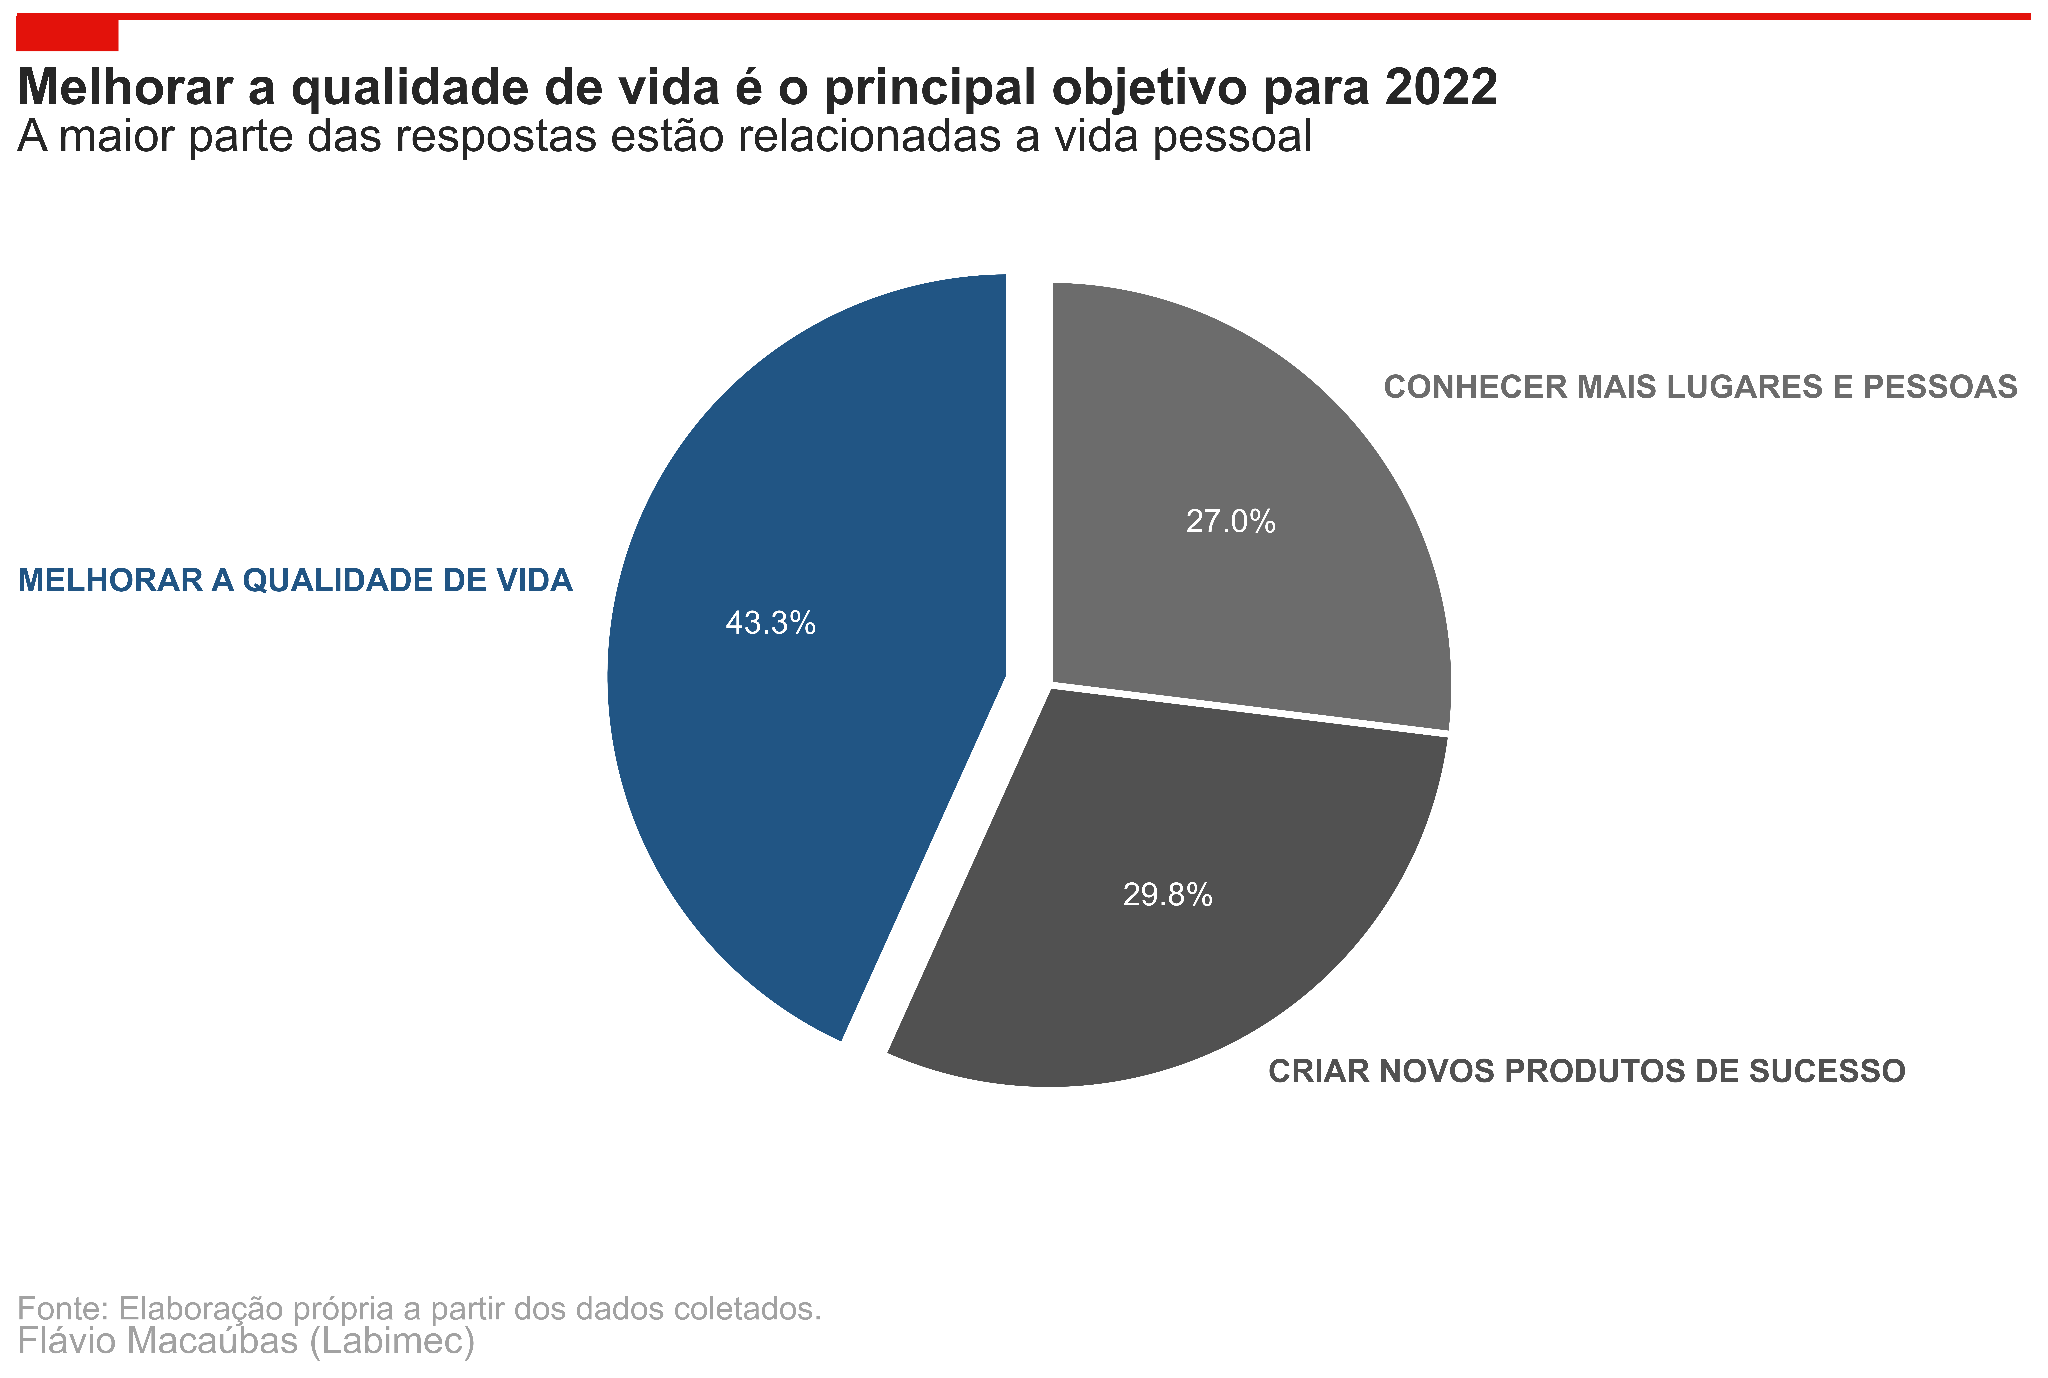 Melhorar a qualidade de vida é o principal objetivo para 2022
A maior parte das respostas estão relacionadas a vida pessoal
CONHECER MAIS LUGARES E PESSOAS
27.0%
MELHORAR A QUALIDADE DE VIDA
43.3%
29.8%
CRIAR NOVOS PRODUTOS DE SUCESSO
Fonte: Elaboração própria a partir dos dados coletados.
Flávio Macaúbas (Labimec)